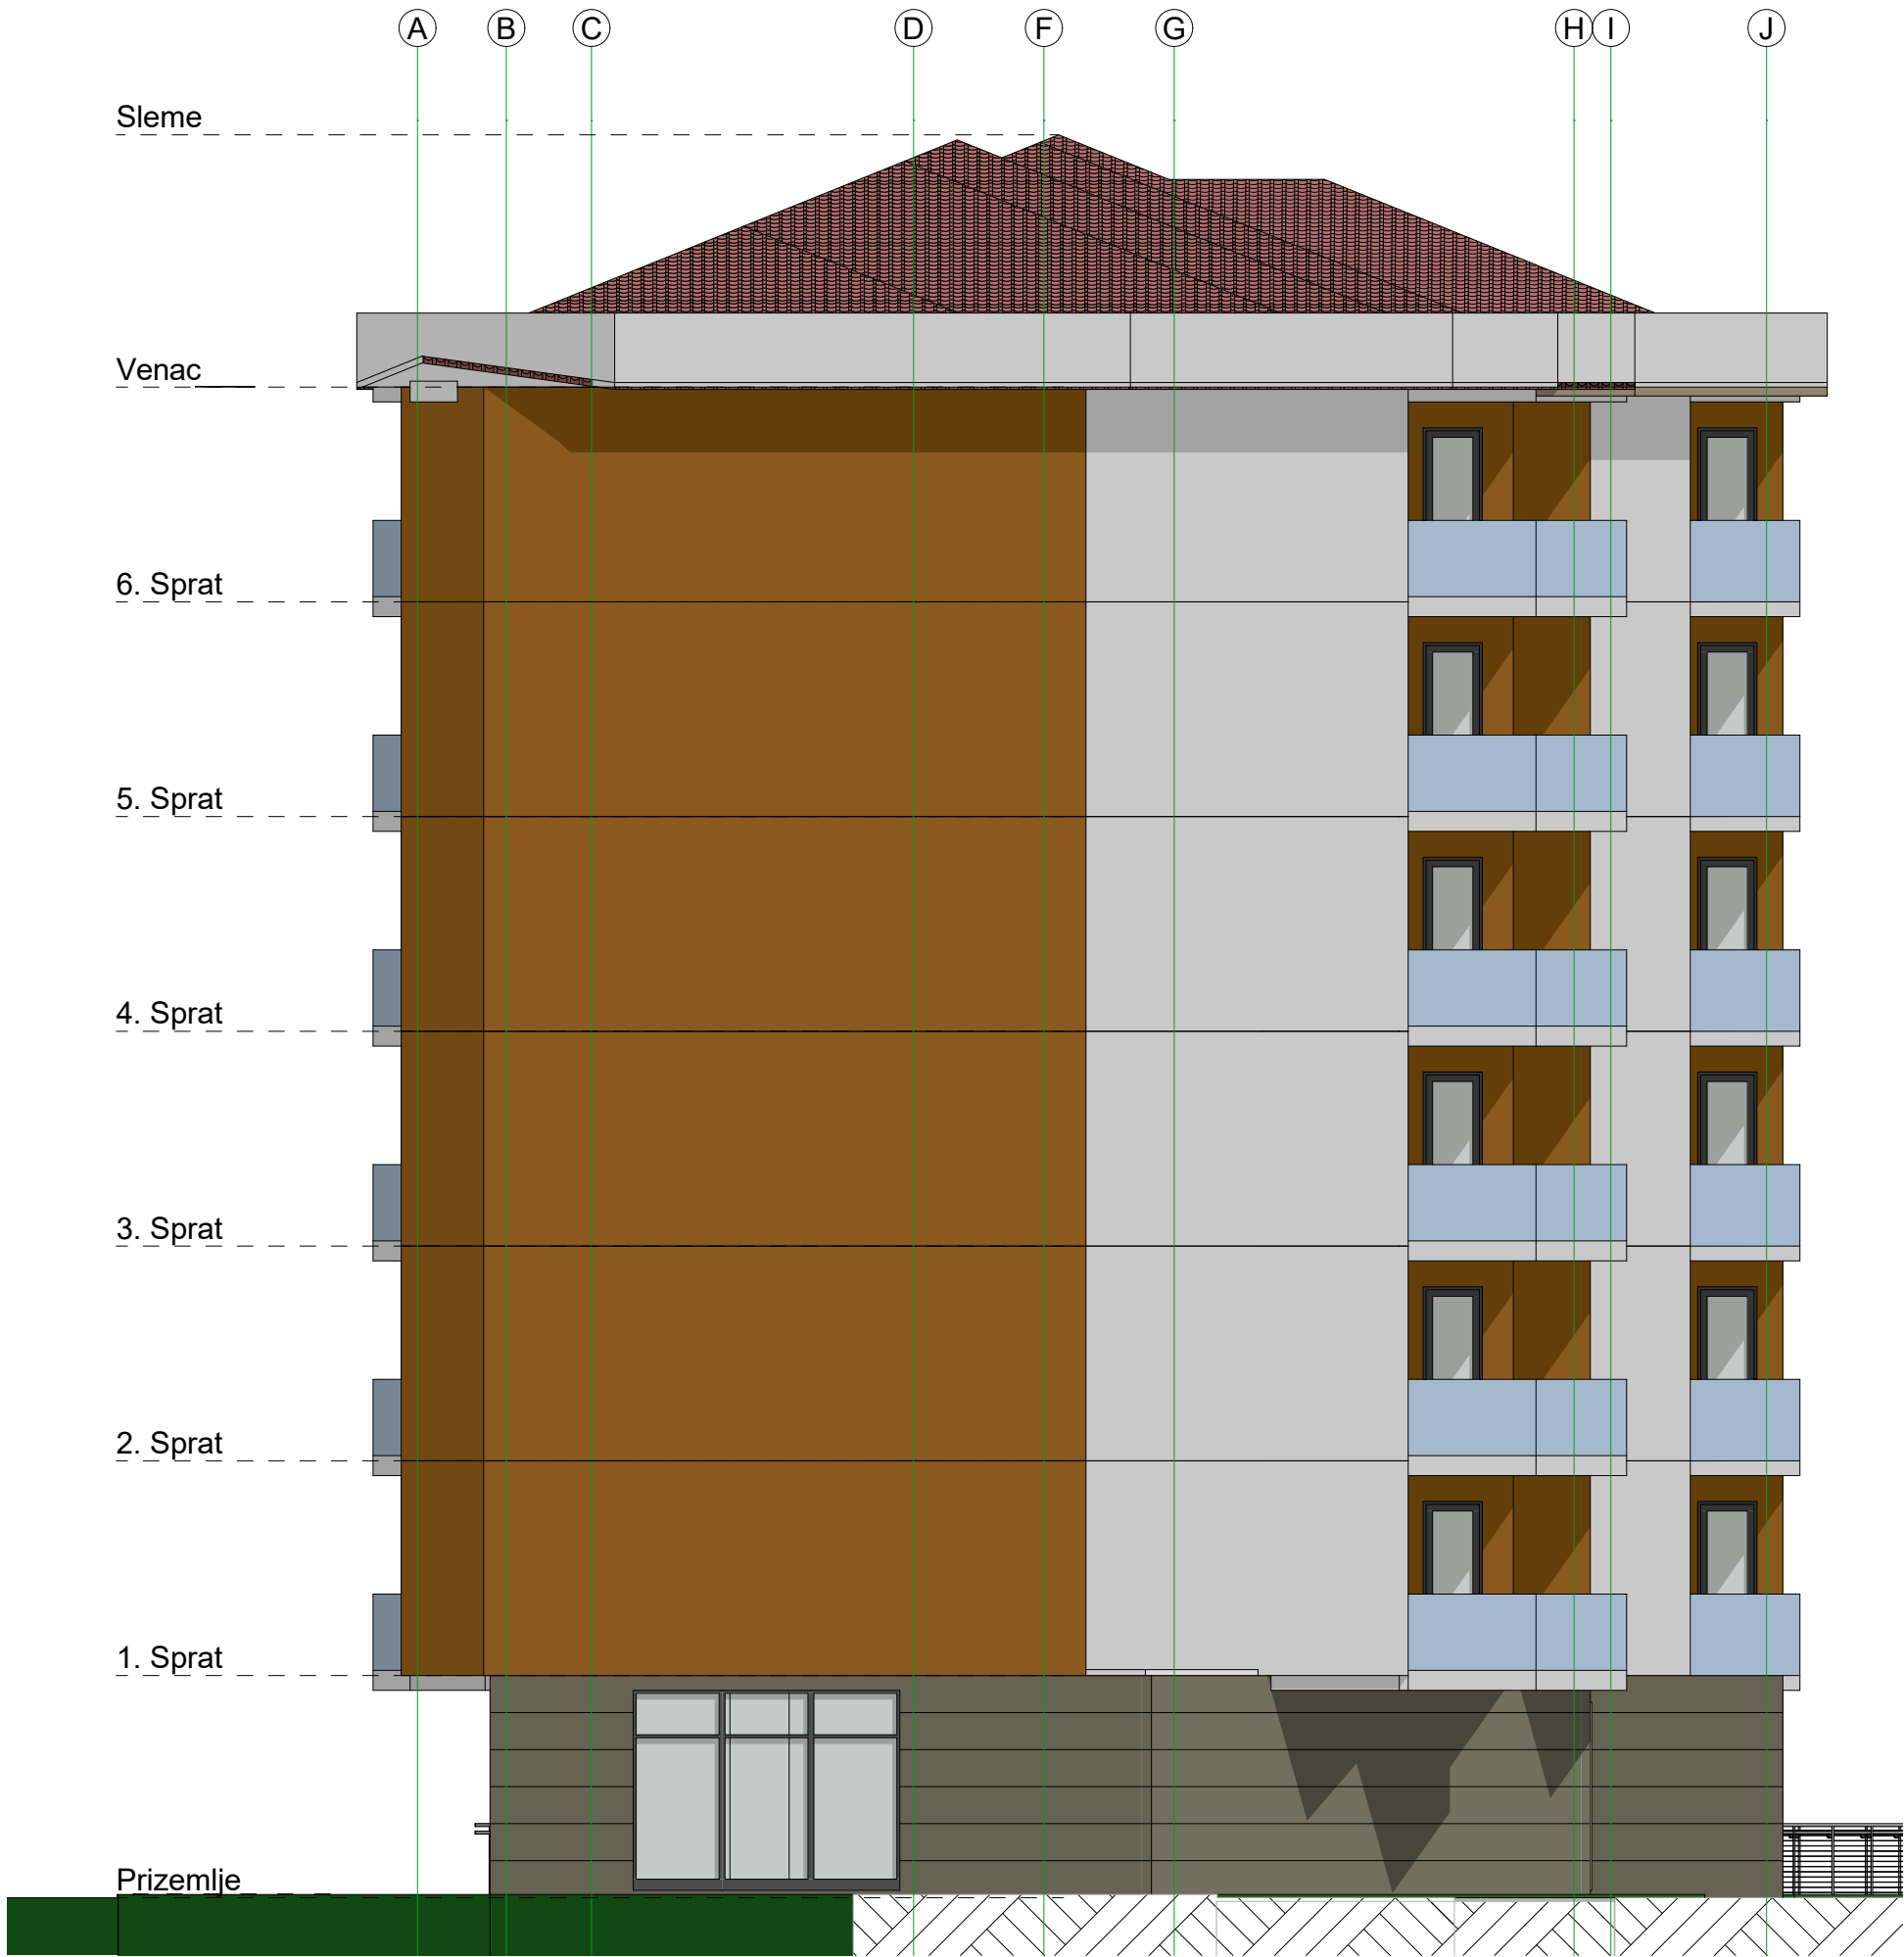 A B C D F G H I J
Sleme
Venac
6. Sprat
5. Sprat
4. Sprat
3. Sprat
2. Sprat
1. Sprat
Prizemlje